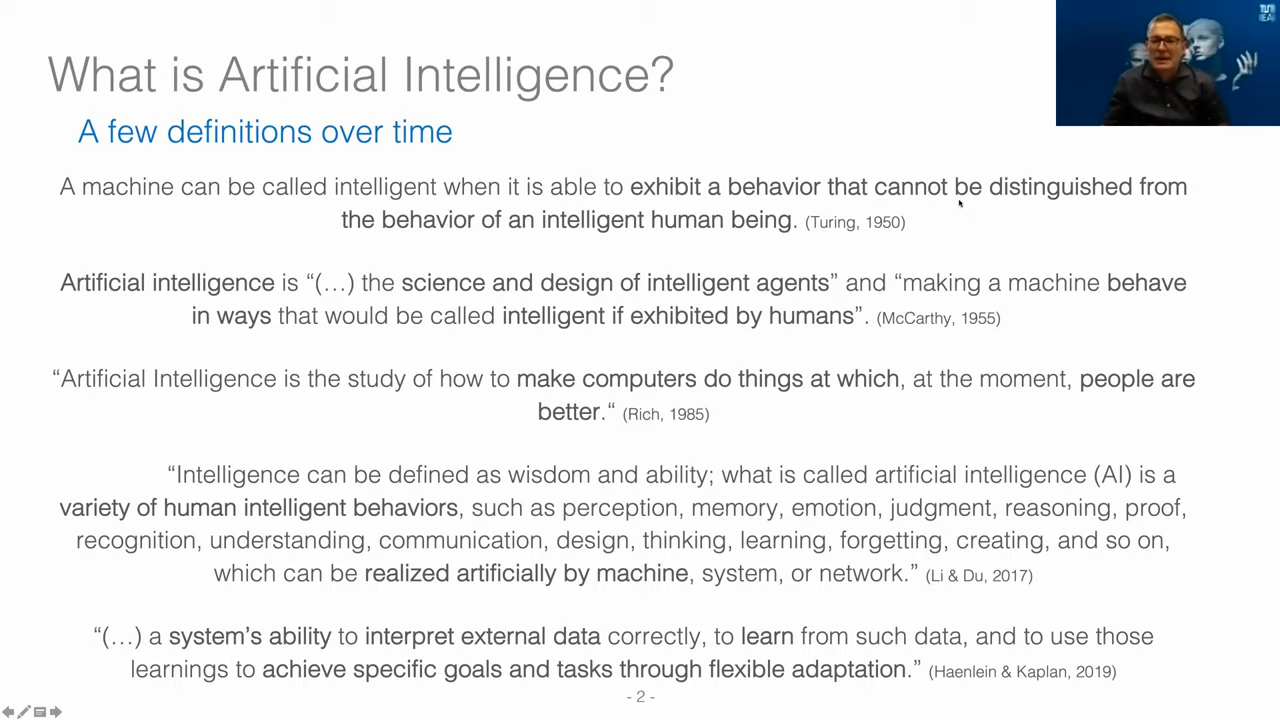 What is Artificial Intelligence?
A few definitions over time
A machine can be called intelligent when it is able to exhibit a behavior that cannot be distinguished from
the behavior of an intelligent human being. (Turing, 1950)
Artificial intelligence is “(…) the science and design of intelligent agents” and “making a machine behave
in ways that would be called intelligent if exhibited by humans”. (McCarthy, 1955)
“Artificial Intelligence is the study of how to make computers do things at which, at the moment, people are
better.“ (Rich, 1985)
“Intelligence can be defined as wisdom and ability; what is called artificial intelligence (AI) is a
variety of human intelligent behaviors, such as perception, memory, emotion, judgment, reasoning, proof,
recognition, understanding, communication, design, thinking, learning, forgetting, creating, and so on,
which can be realized artificially by machine, system, or network.” (Li & Du, 2017)
“(…) a system’s ability to interpret external data correctly, to learn from such data, and to use those
learnings to achieve specific goals and tasks through flexible adaptation.” (Haenlein & Kaplan, 2019)
- 2 -